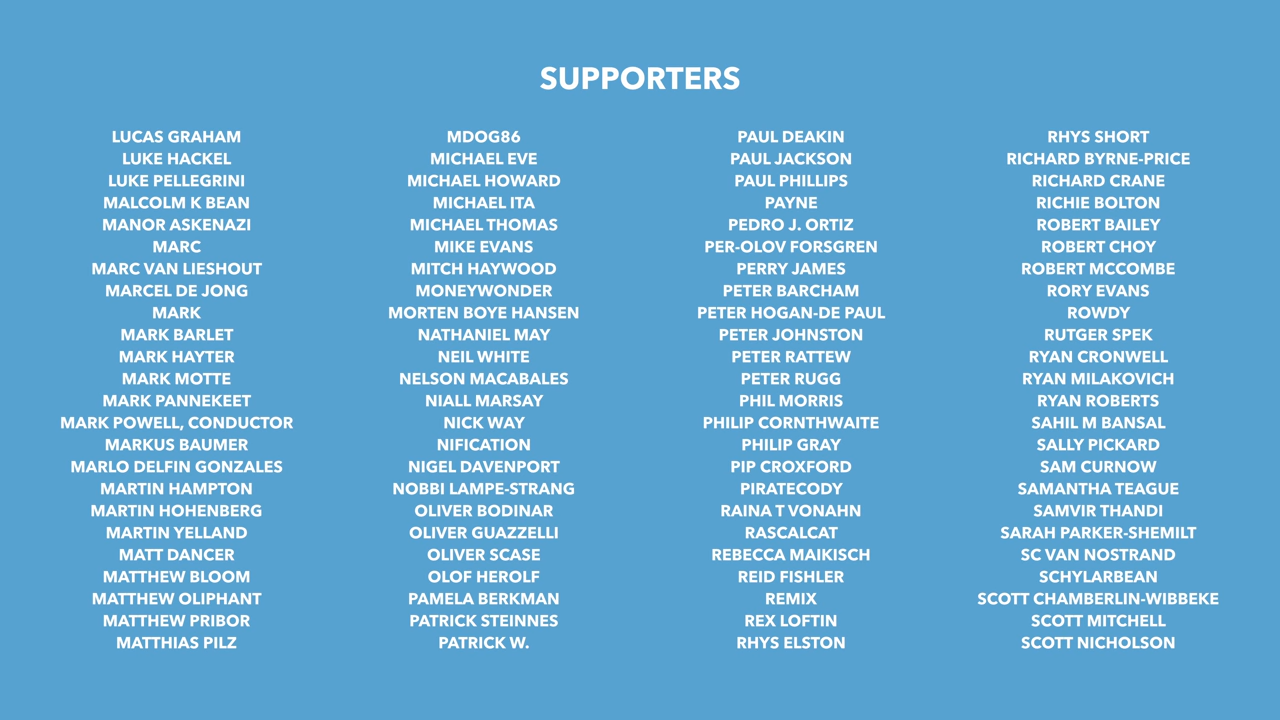 SUPPORTERS
LUCAS GRAHAM
LUKE HACKEL
LUKE PELLEGRINI
MALCOLM K BEAN
MANOR ASKENAZI
MARC
MARC VAN LIESHOUT
MARCEL DE JONG
MARK
MARK BARLET
MARK HAYTER
MARK MOTTE
MARK PANNEKEET
MARK POWELL, CONDUCTOR
MARKUS BAUMER
MARLO DELFIN GONZALES
MARTIN HAMPTON
MARTIN HOHENBERG
MARTIN YELLAND
MATT DANCER
MATTHEW BLOOM
MATTHEW OLIPHANT
MATTHEW PRIBOR
MATTHIAS PILZ
MDOG86
MICHAEL EVE
MICHAEL HOWARD
MICHAEL ITA
MICHAEL THOMAS
MIKE EVANS
MITCH HAYWOOD
MONEYWONDER
MORTEN BOYE HANSEN
NATHANIEL MAY
NEIL WHITE
NELSON MACABALES
NIALL MARSAY
NICK WAY
NIFICATION
NIGEL DAVENPORT
NOBBI LAMPE-STRANG
OLIVER BODINAR
OLIVER GUAZZELLI
OLIVER SCASE
OLOF HEROLF
PAMELA BERKMAN
PATRICK STEINNES
PATRICK W.
PAUL DEAKIN
PAUL JACKSON
PAUL PHILLIPS
PAYNE
PEDRO J. ORTIZ
PER-OLOV FORSGREN
PERRY JAMES
PETER BARCHAM
PETER HOGAN-DE PAUL
PETER JOHNSTON
PETER RATTEW
PETER RUGG
PHIL MORRIS
PHILIP CORNTHWAITE
PHILIP GRAY
PIP CROXFORD
PIRATECODY
RAINA T VONAHN
RASCALCAT
REBECCA MAIKISCH
REID FISHLER
REMIX
REX LOFTIN
RHYS ELSTON
RHYS SHORT
RICHARD BYRNE-PRICE
RICHARD CRANE
RICHIE BOLTON
ROBERT BAILEY
ROBERT CHOY
ROBERT MCCOMBE
RORY EVANS
ROWDY
RUTGER SPEK
RYAN CRONWELL
RYAN MILAKOVICH
RYAN ROBERTS
SAHIL M BANSAL
SALLY PICKARD
SAM CURNOW
SAMANTHA TEAGUE
SAMVIR THANDI
SARAH PARKER-SHEMILT
SC VAN NOSTRAND
SCHYLARBEAN
SCOTT CHAMBERLIN-WIBBEKE
SCOTT MITCHELL
SCOTT NICHOLSON